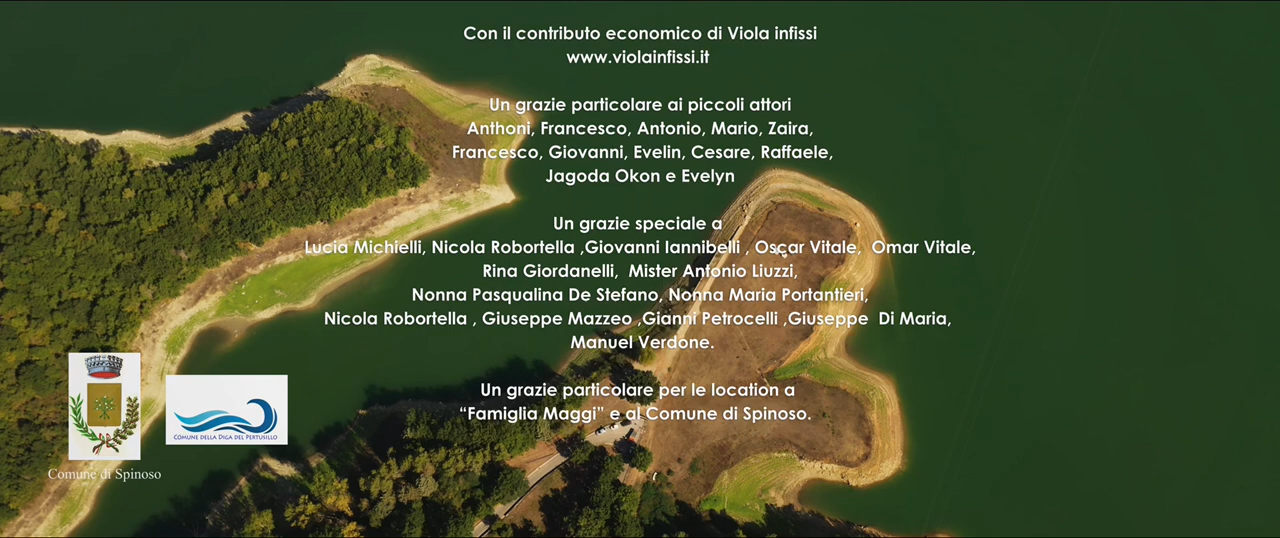 Con il contributo economico di Viola infissi
www.violainfissi.it
Un grazie particolare ai piccoli attori
Anthoni, Francesco, Antonio, Mario, Zaira,
Francesco, Giovanni, Evelin, Cesare, Raffaele,
Jagoda Okon e Evelyn
Un grazie speciale a
Lucia Michielli, Nicola Robortella ,Giovanni Iannibelli , Oscar Vitale,  Omar Vitale,
Rina Giordanelli,  Mister Antonio Liuzzi,
Nonna Pasqualina De Stefano, Nonna Maria Portantieri,
Nicola Robortella , Giuseppe Mazzeo ,Gianni Petrocelli ,Giuseppe  Di Maria,
Manuel Verdone.
Un grazie particolare per le location a
“Famiglia Maggi” e al Comune di Spinoso.
Comune della Diga del Pertusillo
Comune di Spinoso